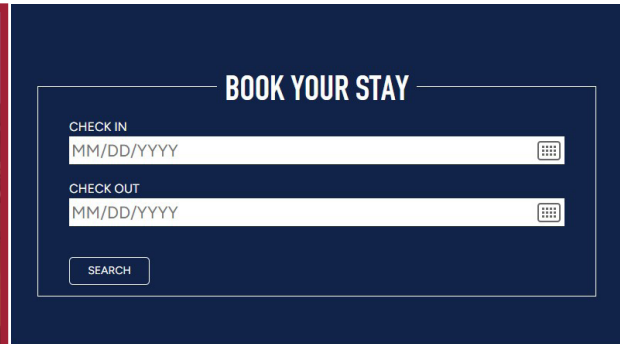 BOOK YOUR STAY
CHECK IN
MM/DD/YYYY
CHECK OUT
MM/DD/YYYY
SEARCH